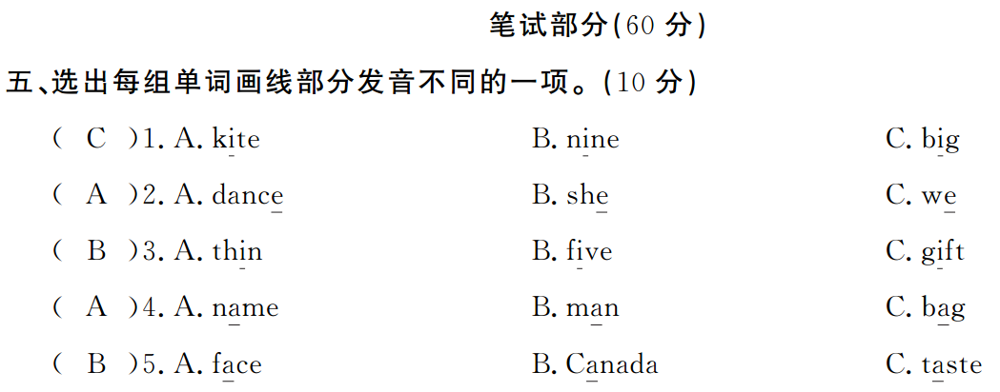 笔试部分(60 分)
五、选出每组单词画线部分发音不同的一项。(10 分)
( C )1. A. kite B. nine C. big
( A )2. A. dance B. she C. we
( B )3. A. thin B. five C. gift
( A )4. A. name B. man C. bag
( B )5. A. face B. Canada C. taste